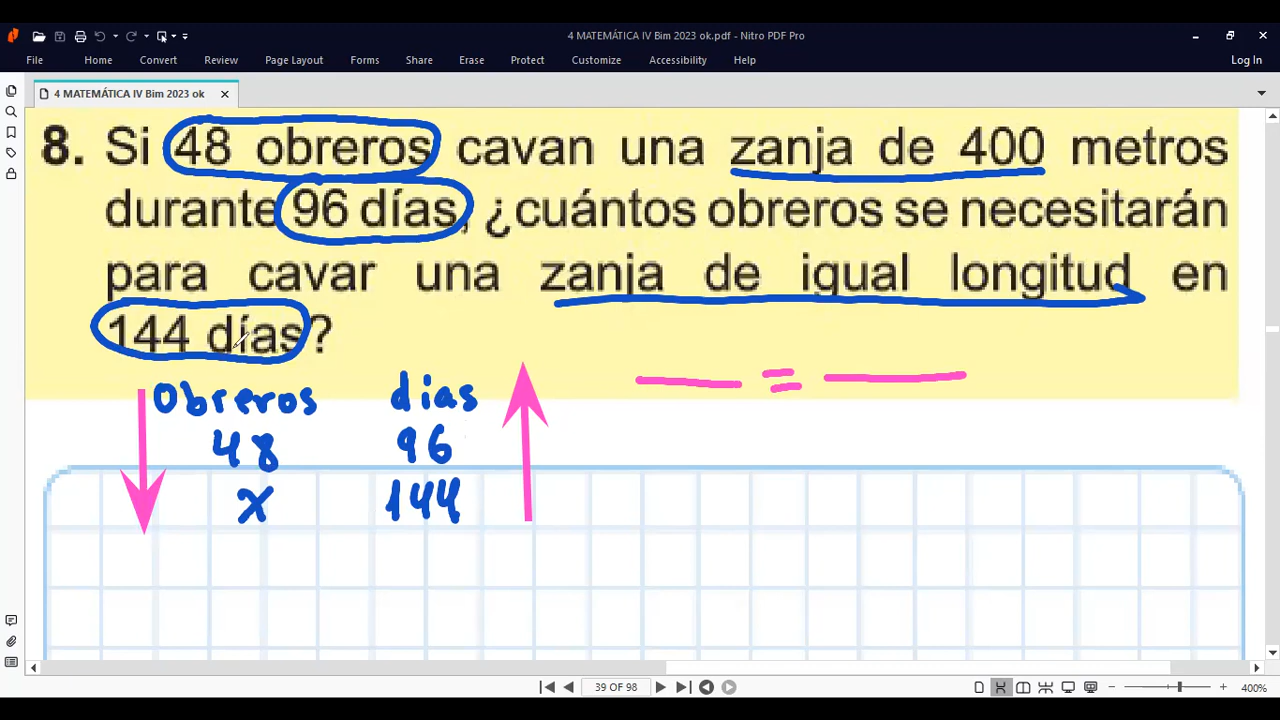 4 MATEMÁTICA IV Bim 2023 ok.pdf - Nitro PDF Pro
File Home Convert Review Page Layout Forms Share Erase Protect Customize Accessibility Help Log In
4 MATEMÁTICA IV Bim 2023 ok
8. Si 48 obreros cavan una zanja de 400 metros
durante 96 días, ¿cuántos obreros se necesitarán
para cavar una zanja de igual longitud en
144 días?
Obreros dias
48 96
x 144
=
39 OF 98
400%